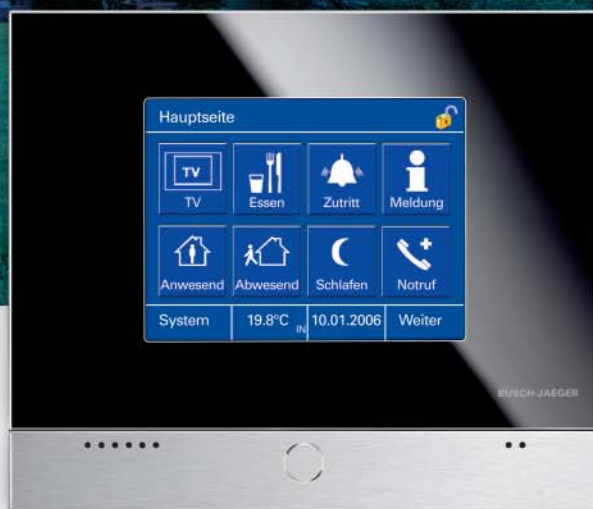 Hauptseite
TV
TV Essen Zutritt Meldung
Anwesend Abwesend Schlafen Notruf
System 19.8°C IN 10.01.2006 Weiter
BUSCH-JAEGER